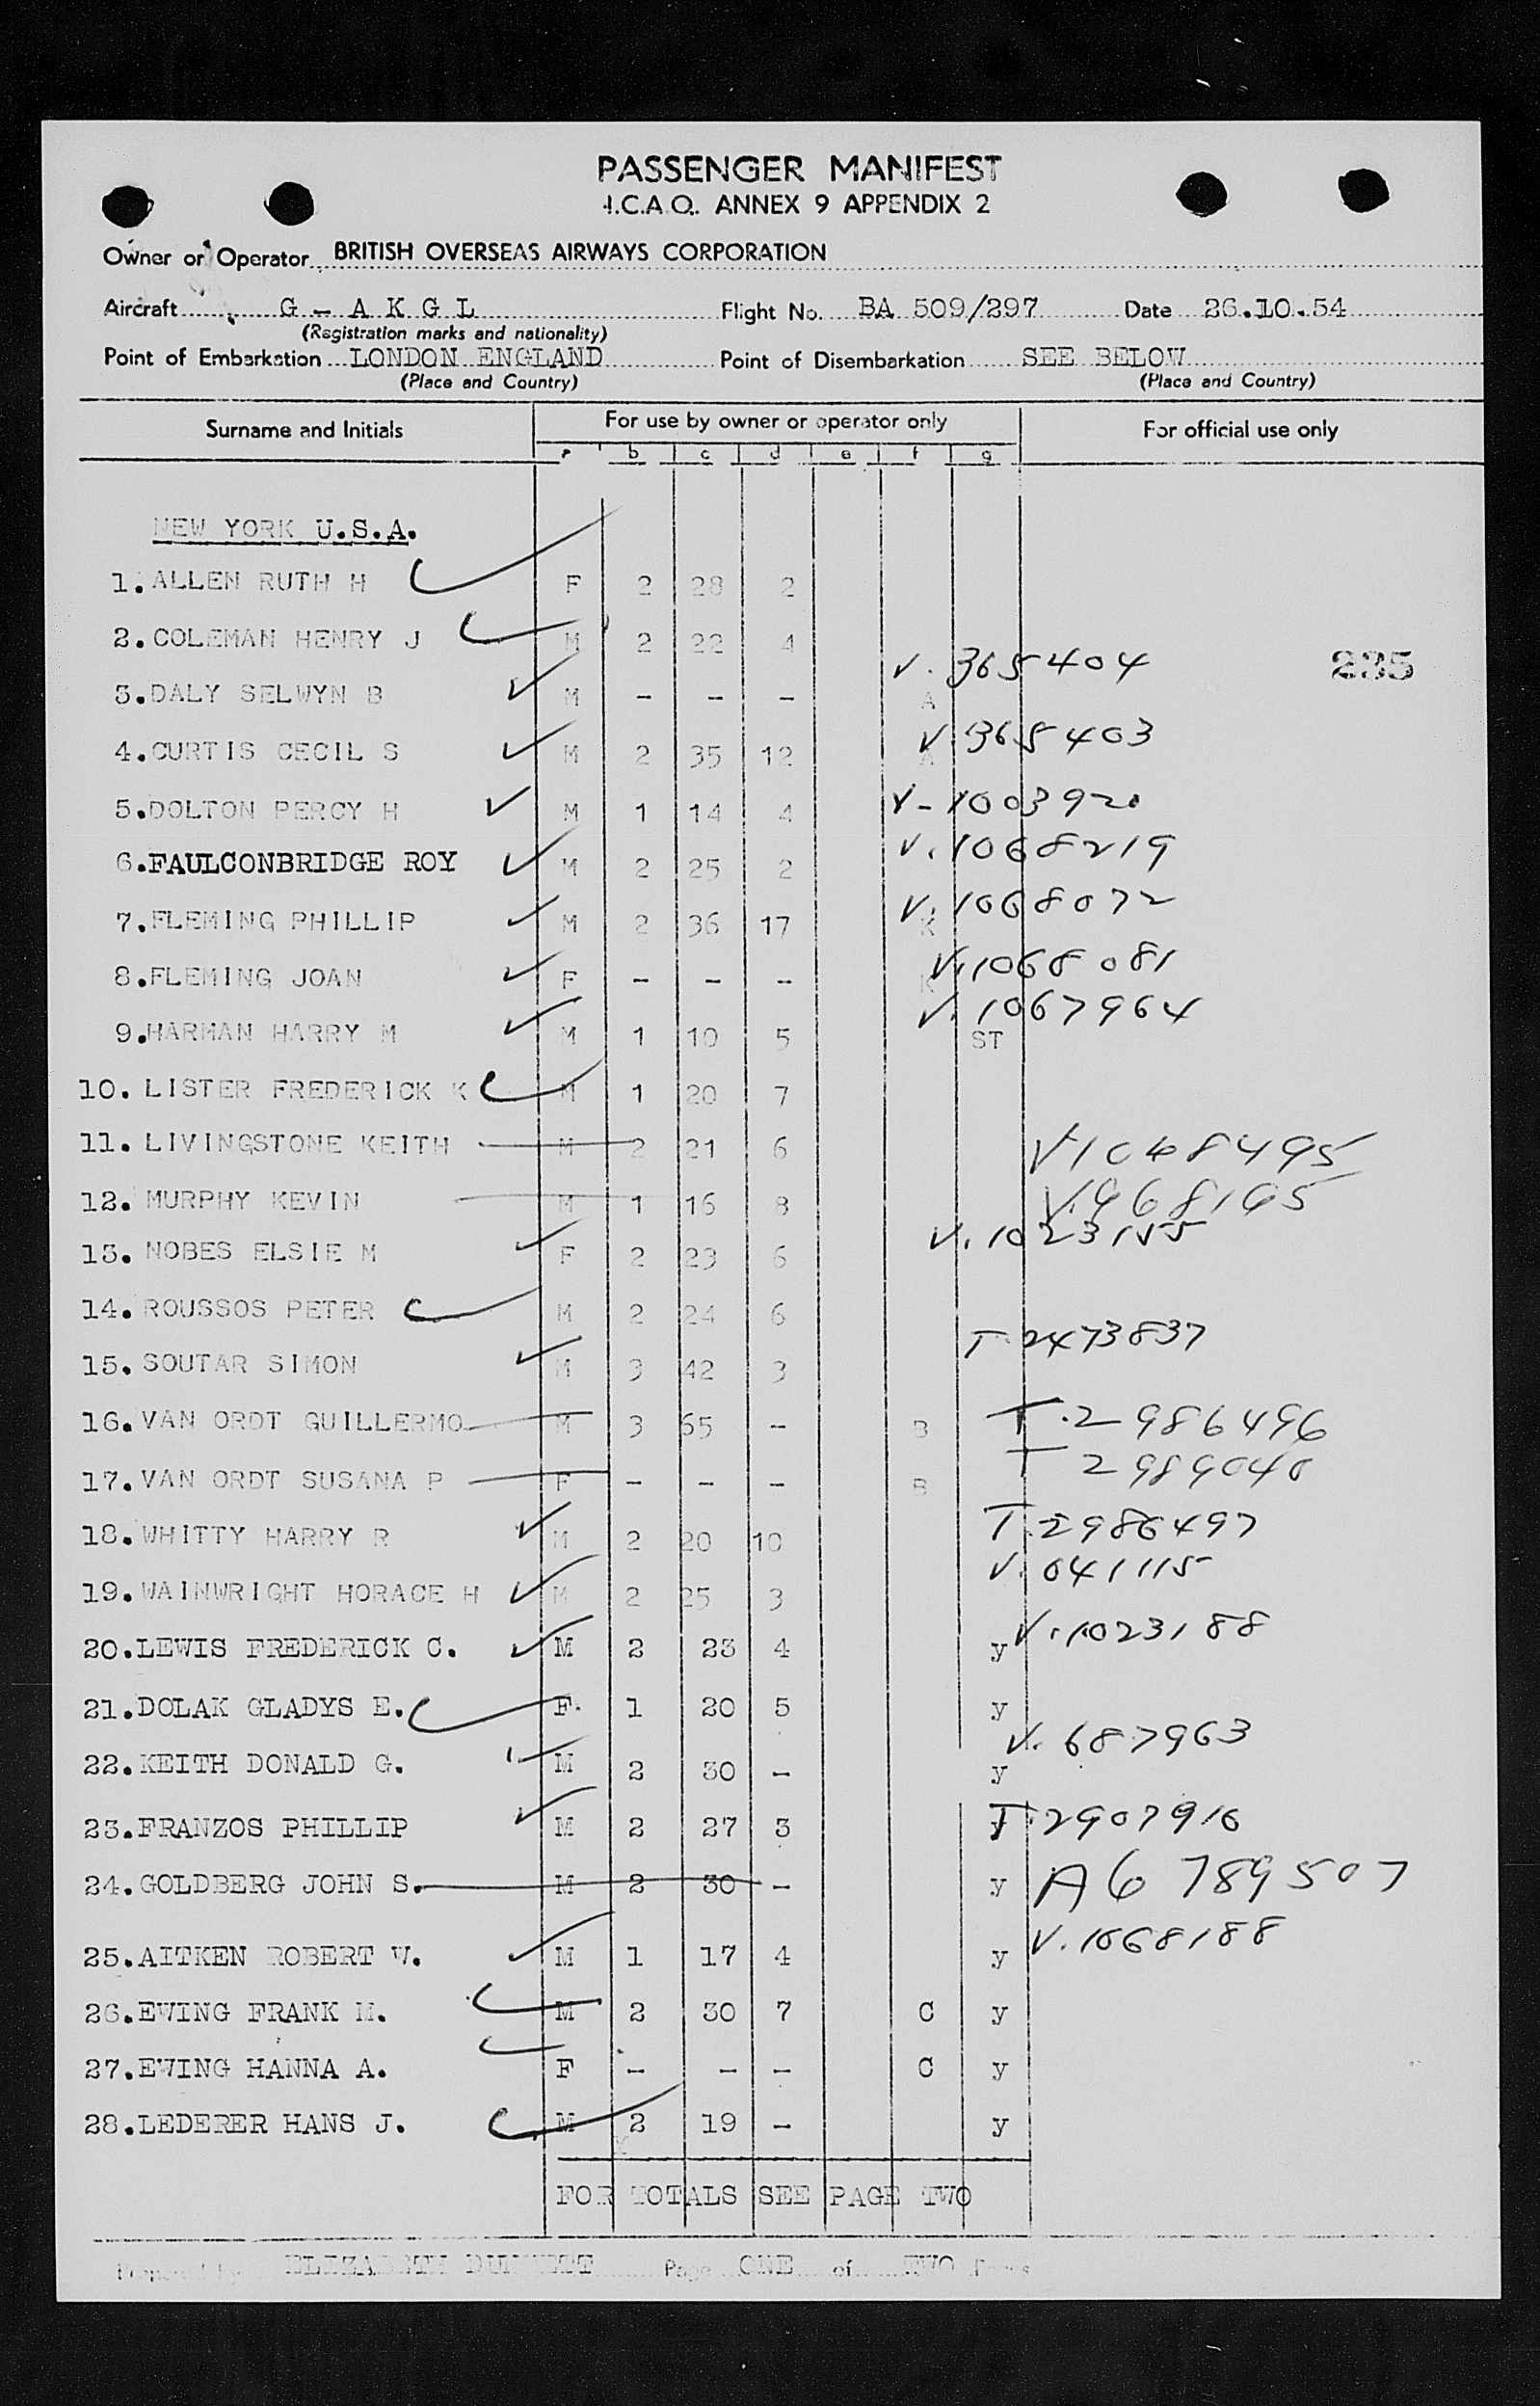 PASSENGER MANIFEST
I.C.A.O. ANNEX 9 APPENDIX 2
Owner or Operator BRITISH OVERSEAS AIRWAYS CORPORATION
Aircraft G - A K G L Flight No. BA 509/297 Date 26.10.54
(Registration marks and nationality)
Point of Embarkation LONDON ENGLAND Point of Disembarkation SEE BELOW
(Place and Country) (Place and Country)
Surname and Initials For use by owner or operator only For official use only
a b c d e f g
NEW YORK U.S.A.
1. ALLEN RUTH H F 2 28 2
2. COLEMAN HENRY J M 2 22 4
V. 365404 235
3. DALY SELWYN B M - - - A
V. 365403
4. CURTIS CECIL S M 2 35 12 A
5. DOLTON PERCY H M 1 14 4 V-1003920
6. FAULCONBRIDGE ROY M 2 25 2 V. 1068219
7. FLEMING PHILLIP M 2 36 17 K V. 1068072
8. FLEMING JOAN F - - - K V. 1068081
V. 1067964
9. HARMAN HARRY M M 1 10 5 ST
10. LISTER FREDERICK K M 1 20 7
11. LIVINGSTONE KEITH M 2 21 6 V1068495
12. MURPHY KEVIN M 1 16 8 V.968165
13. NOBES ELSIE M F 2 23 6 V. 1023155
14. ROUSSOS PETER M 2 24 6
T. 2473837
15. SOUTAR SIMON M 3 42 3
16. VAN ORDT GUILLERMO M 3 65 - B T.2986496
17. VAN ORDT SUSANA P F - - - B T 2989040
18. WHITTY HARRY R M 2 20 10 T.2986497
V. 041115
19. WAINWRIGHT HORACE H M 2 25 3
20. LEWIS FREDERICK C. M 2 23 4 y V.1023188
21. DOLAK GLADYS E. F. 1 20 5 y
V. 687963
22. KEITH DONALD G. M 2 30 - y
23. FRANZOS PHILLIP M 2 27 3 y T.2907910
24. GOLDBERG JOHN S. M 2 30 - y A6 789507
25. AITKEN ROBERT W. M 1 17 4 y V. 1068188
26. EWING FRANK M. M 2 30 7 C y
27. EWING HANNA A. F - - - C y
28. LEDERER HANS J. M 2 19 - y
FOR TOTALS SEE PAGE TWO
Prepared by ELIZABETH Page ONE of TWO Pages